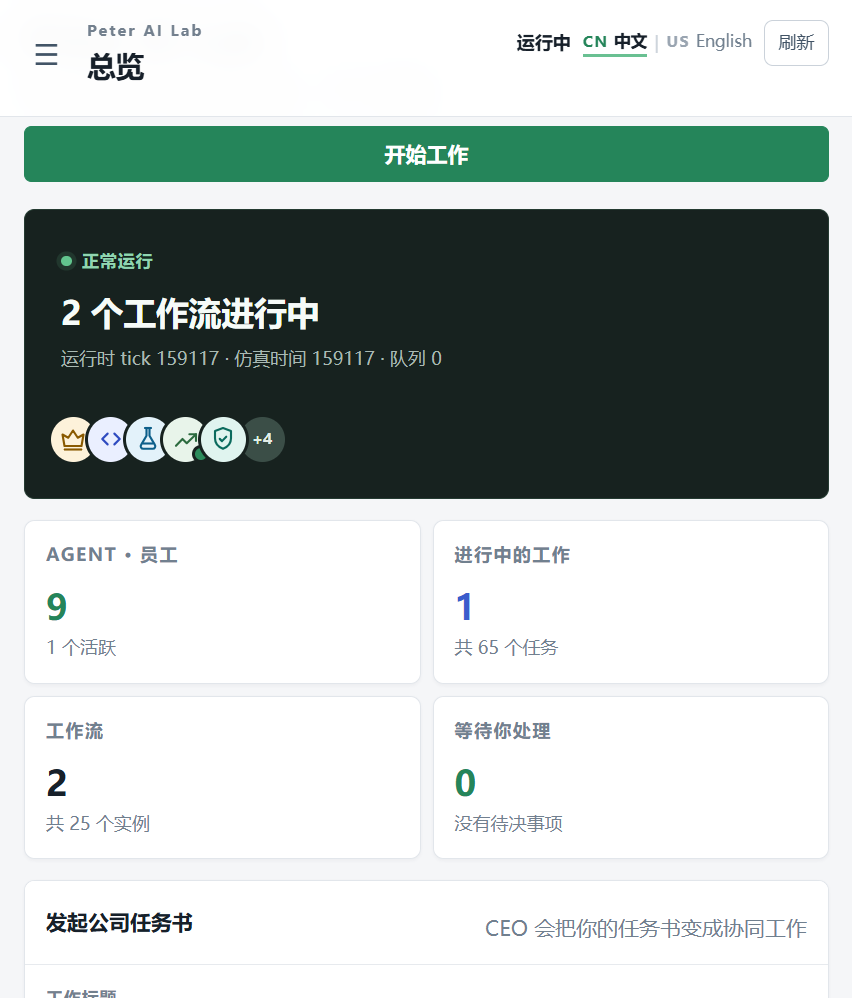 Peter AI Lab
总览
运行中 CN 中文 | US English 刷新
开始工作
正常运行
2 个工作流进行中
运行时 tick 159117 · 仿真时间 159117 · 队列 0
+4
AGENT · 员工
9
1 个活跃
进行中的工作
1
共 65 个任务
工作流
2
共 25 个实例
等待你处理
0
没有待决事项
发起公司任务书
CEO 会把你的任务书变成协同工作
工作标题